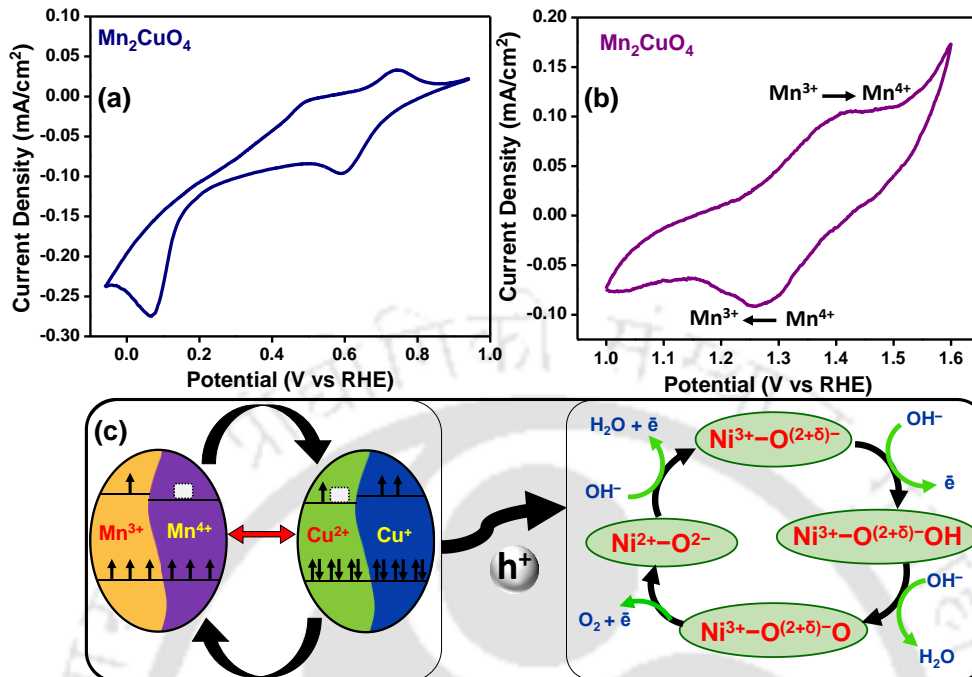 (a)
Mn₂CuO₄
Current Density (mA/cm²)
0.10
0.05
0.00
-0.05
-0.10
-0.15
-0.20
-0.25
-0.30
0.0 0.2 0.4 0.6 0.8 1.0
Potential (V vs RHE)
(b)
Mn₂CuO₄
Current Density (mA/cm²)
0.20
0.15
0.10
0.05
0.00
-0.05
-0.10
Mn³⁺ → Mn⁴⁺
Mn³⁺ ← Mn⁴⁺
1.0 1.1 1.2 1.3 1.4 1.5 1.6
Potential (V vs RHE)
(c)
Mn³⁺ Mn⁴⁺
Cu²⁺ Cu⁺
h⁺
H₂O + ē
OH⁻
Ni³⁺–O⁽²⁺ᵟ⁾⁻
OH⁻
ē
Ni²⁺–O²⁻
Ni³⁺–O⁽²⁺ᵟ⁾⁻OH
OH⁻
O₂ + ē
Ni³⁺–O⁽²⁺ᵟ⁾⁻O
H₂O